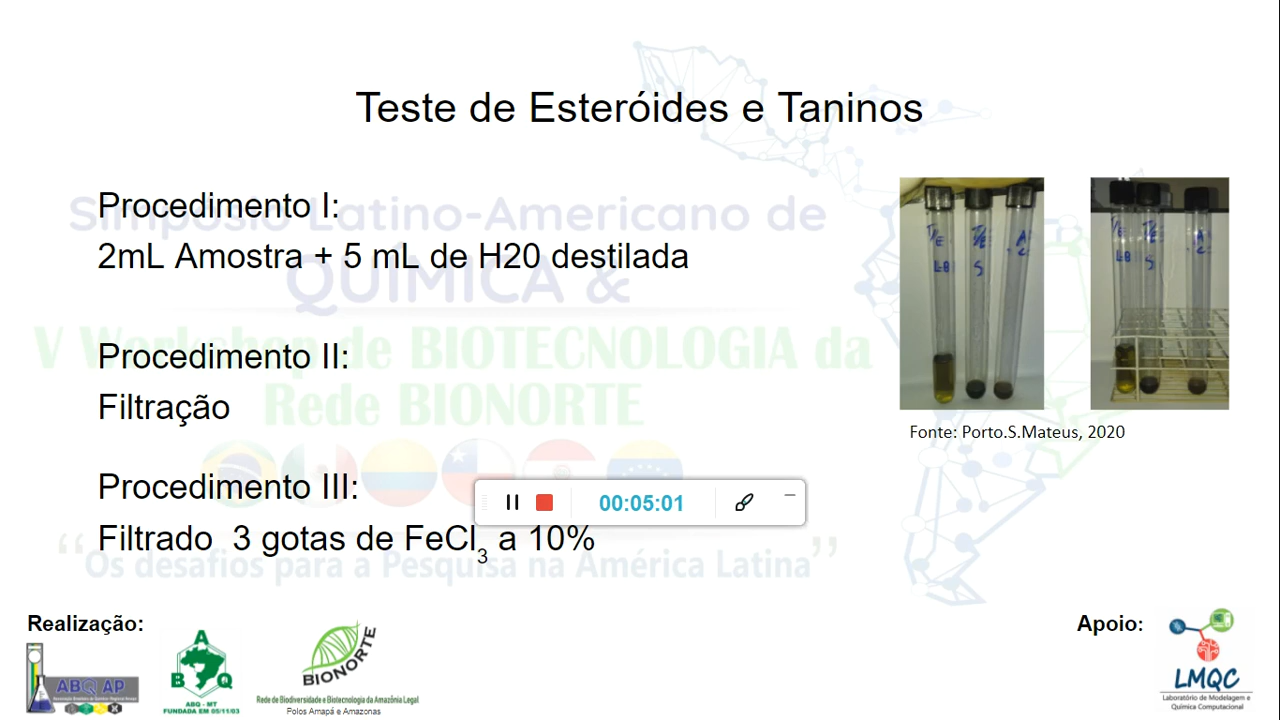 Teste de Esteróides e Taninos
Procedimento I:
2mL Amostra + 5 mL de H20 destilada
Procedimento II:
Filtração
Procedimento III:
Filtrado 3 gotas de FeCl3 a 10%
Simpósio Latino-Americano de
QUÍMICA &
V Workshop de BIOTECNOLOGIA da
Rede BIONORTE
“Os desafios para a Pesquisa na América Latina”
T/E
L-B
T/E
S
A
C
T/E
L-B
T/E
S
A
C
Fonte: Porto.S.Mateus, 2020
00:05:01
Realização:
ABQ AP
A
B Q
ABQ - MT
FUNDADA EM 05/11/03
BIONORTE
Rede de Biodiversidade e Biotecnologia da Amazônia Legal
Polos Amapá e Amazonas
Apoio:
LMQC
Laboratório de Modelagem e
Química Computacional